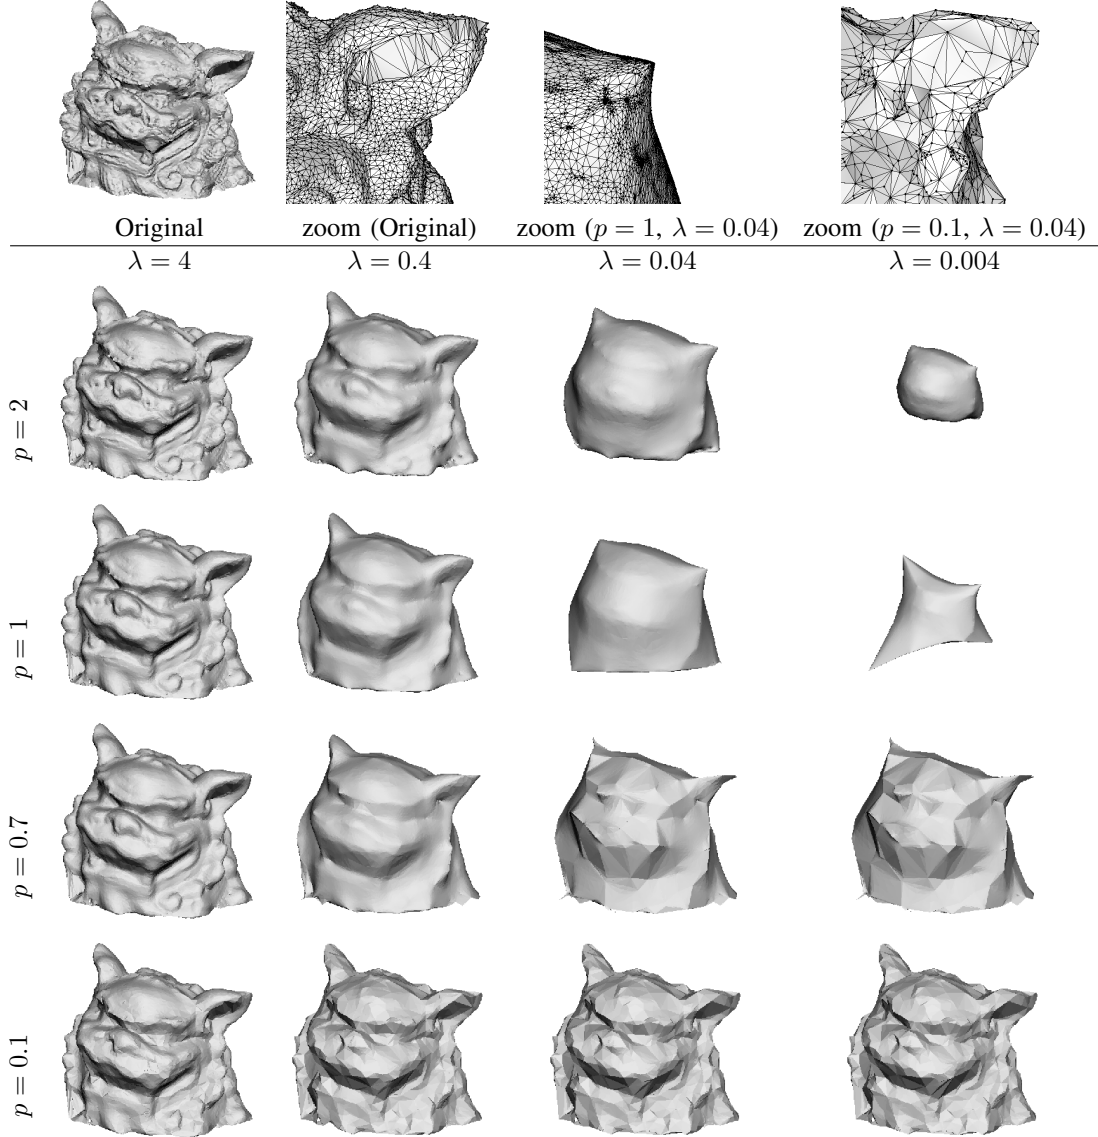 Original zoom (Original) zoom (p = 1, λ = 0.04) zoom (p = 0.1, λ = 0.04)
λ = 4 λ = 0.4 λ = 0.04 λ = 0.004
p = 2
p = 1
p = 0.7
p = 0.1